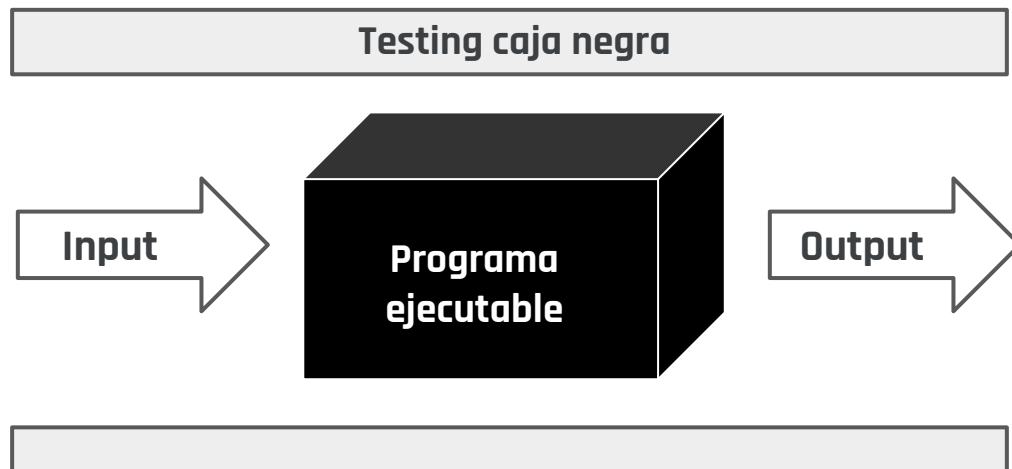 Testing caja negra
Input
Programa
ejecutable
Output